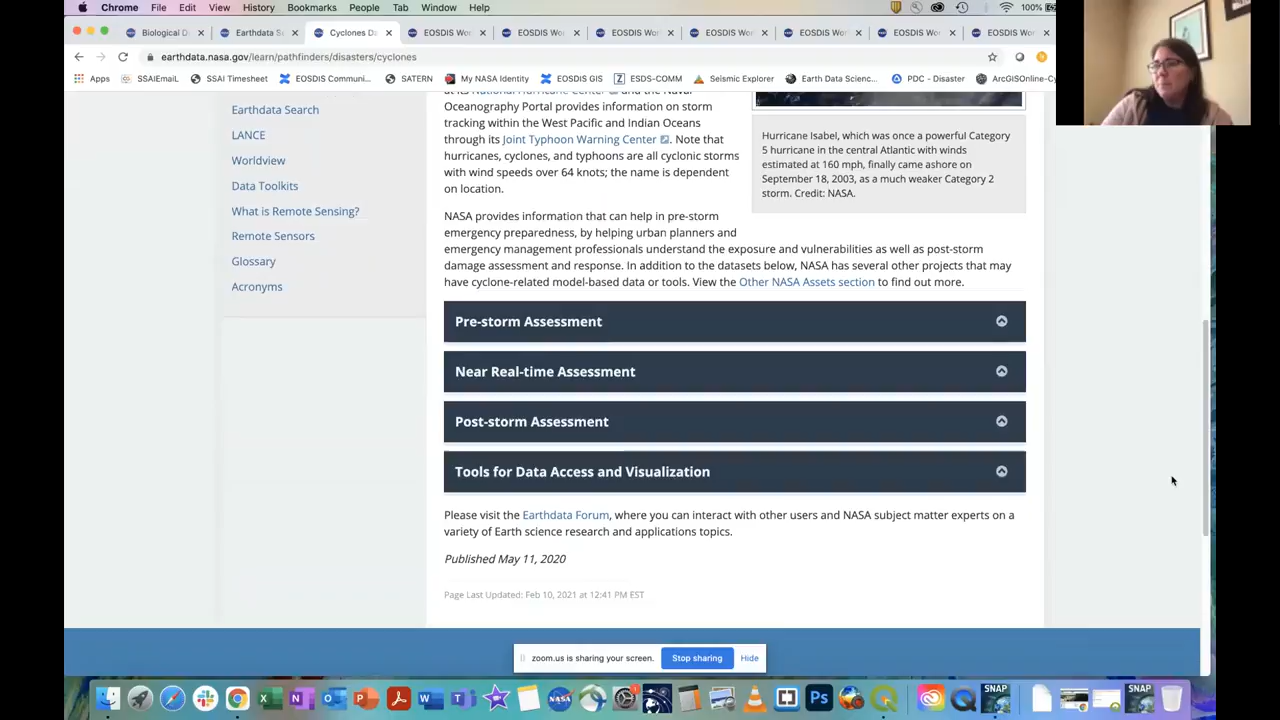 Chrome File Edit View History Bookmarks People Tab Window Help 100%
Biological D Earthdata Se Cyclones Da EOSDIS Wor EOSDIS Wor EOSDIS Wor EOSDIS Wor EOSDIS Wor EOSDIS Wor EOSDIS Wor
earthdata.nasa.gov/learn/pathfinders/disasters/cyclones
Apps SSAIEmaiL SSAI Timesheet EOSDIS Communi... SATERN My NASA Identity EOSDIS GIS ESDS-COMM Seismic Explorer Earth Data Scienc... PDC - Disaster ArcGISOnline-Cy
Earthdata Search
LANCE
Worldview
Data Toolkits
What is Remote Sensing?
Remote Sensors
Glossary
Acronyms
at its National Hurricane Center and the Naval
Oceanography Portal provides information on storm
tracking within the West Pacific and Indian Oceans
through its Joint Typhoon Warning Center. Note that
hurricanes, cyclones, and typhoons are all cyclonic storms
with wind speeds over 64 knots; the name is dependent
on location.
Hurricane Isabel, which was once a powerful Category
5 hurricane in the central Atlantic with winds
estimated at 160 mph, finally came ashore on
September 18, 2003, as a much weaker Category 2
storm. Credit: NASA.
NASA provides information that can help in pre-storm
emergency preparedness, by helping urban planners and
emergency management professionals understand the exposure and vulnerabilities as well as post-storm
damage assessment and response. In addition to the datasets below, NASA has several other projects that may
have cyclone-related model-based data or tools. View the Other NASA Assets section to find out more.
Pre-storm Assessment
Near Real-time Assessment
Post-storm Assessment
Tools for Data Access and Visualization
Please visit the Earthdata Forum, where you can interact with other users and NASA subject matter experts on a
variety of Earth science research and applications topics.
Published May 11, 2020
Page Last Updated: Feb 10, 2021 at 12:41 PM EST
zoom.us is sharing your screen. Stop sharing Hide
SNAP SNAP